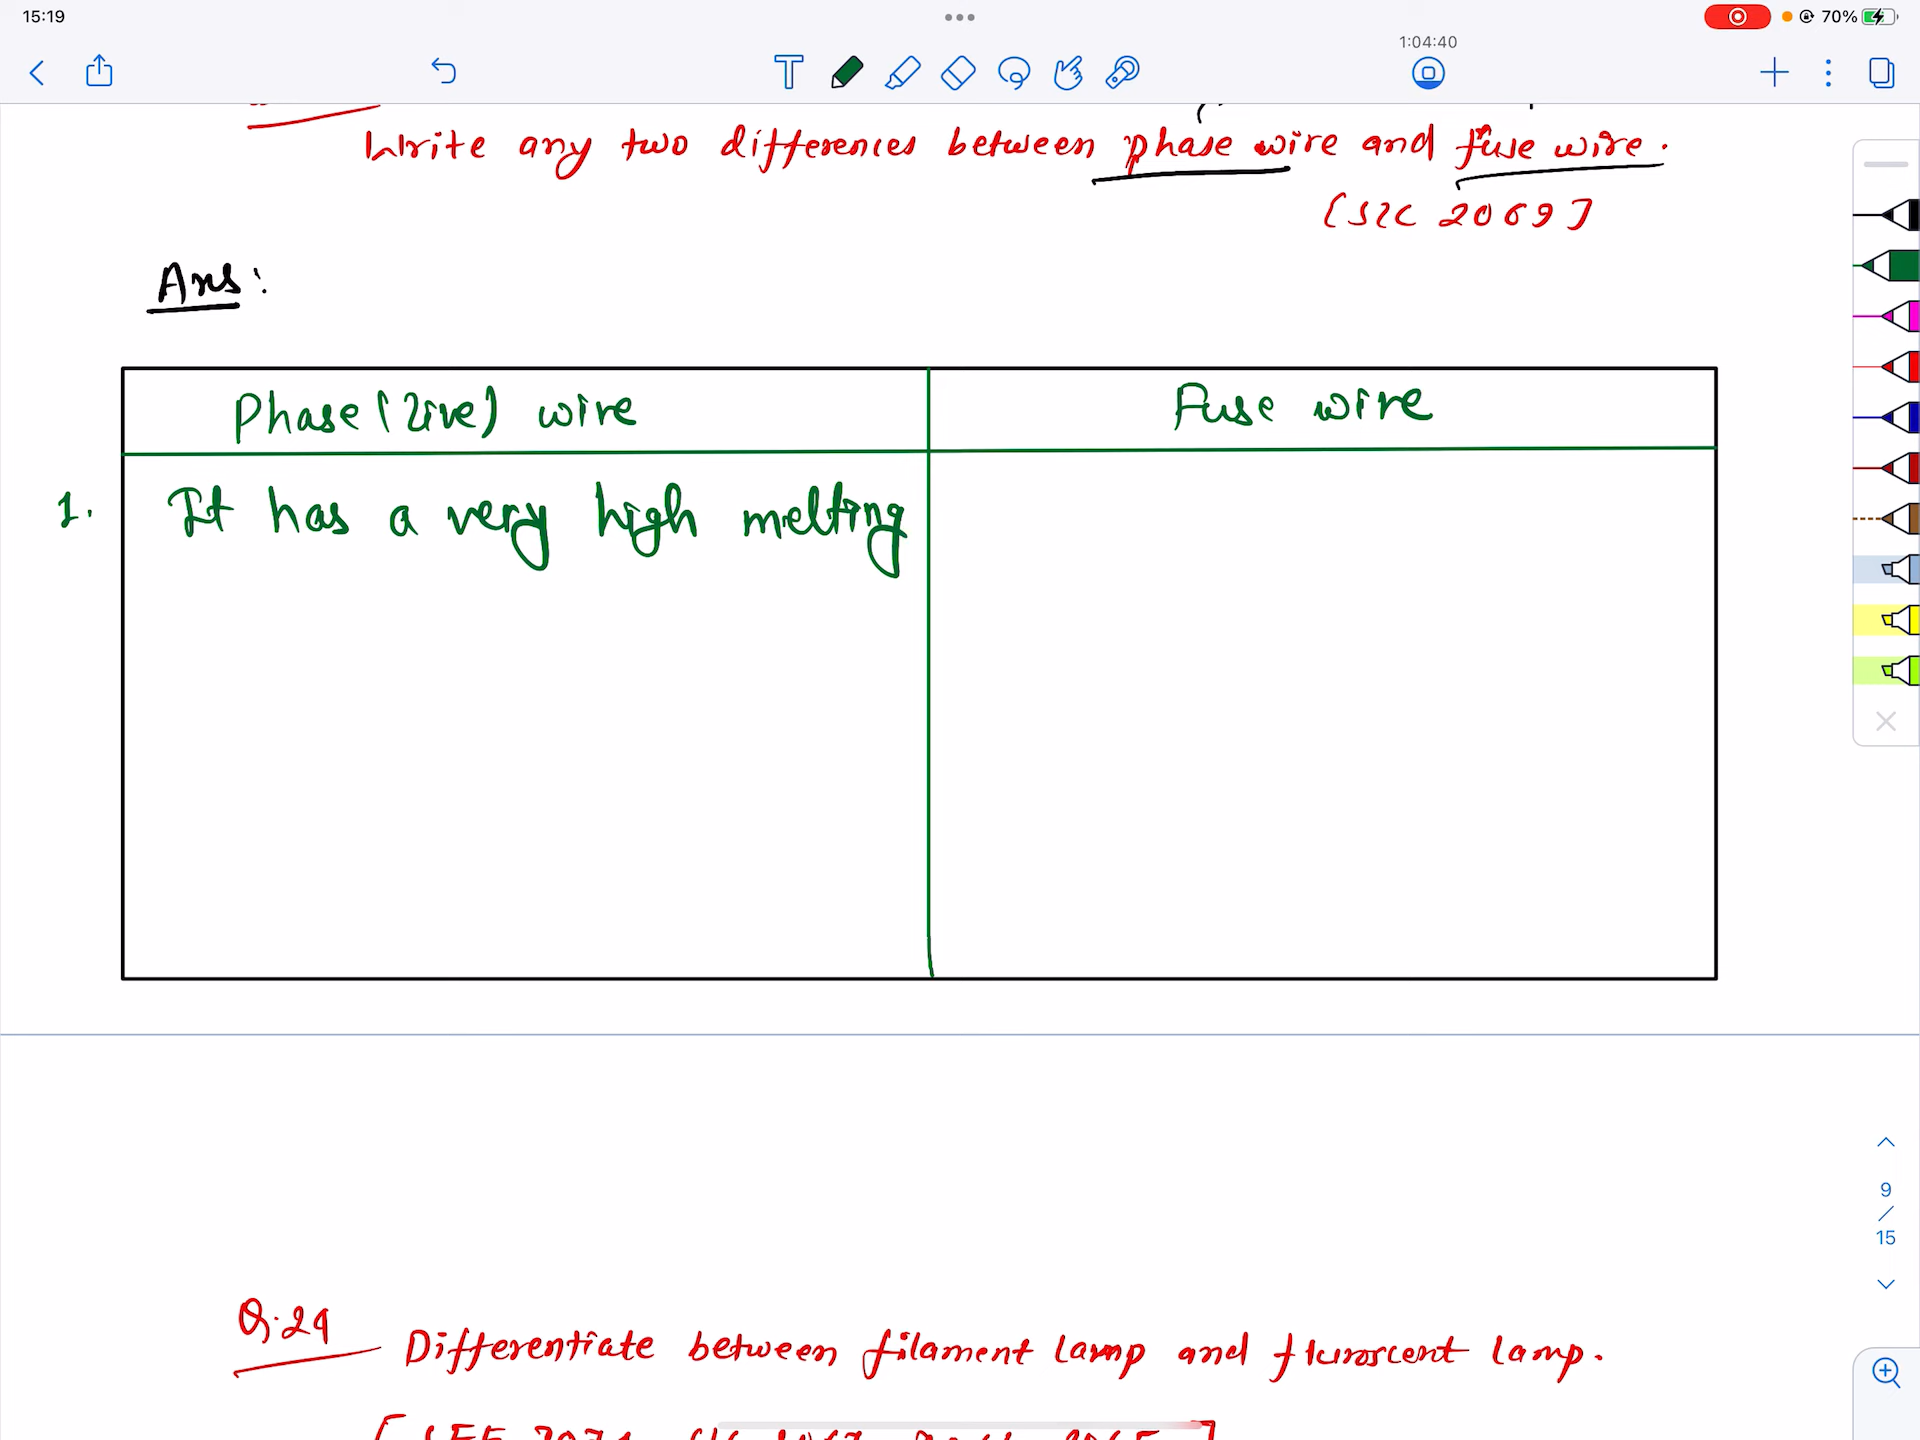 15:19
70%
1:04:40
Write any two differences between phase wire and fuse wire.
[SLC 2069]
Ans:
Phase (Live) wire Fuse wire
1. It has a very high melting
9
/
15
Q.29
Differentiate between filament lamp and fluroscent lamp.